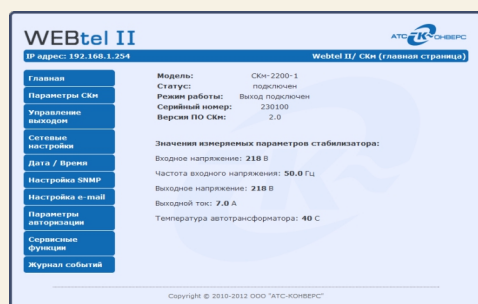 WEBtel II
АТС К ОНВЕРС
IP адрес: 192.168.1.254
Webtel II/ СКм (главная страница)
Главная
Параметры СКм
Управление
выходом
Сетевые
настройки
Дата / Время
Настройка SNMP
Настройка e-mail
Параметры
авторизации
Сервисные
функции
Журнал событий
Модель: СКм-2200-1
Статус: подключен
Режим работы: Выход подключен
Серийный номер: 230100
Версия ПО СКм: 2.0
Значения измеряемых параметров стабилизатора:
Входное напряжение: 218 В
Частота входного напряжения: 50.0 Гц
Выходное напряжение: 218 В
Выходной ток: 7.0 А
Температура автотрансформатора: 40 С
Copyright © 2010-2012 ООО "АТС-КОНВЕРС"